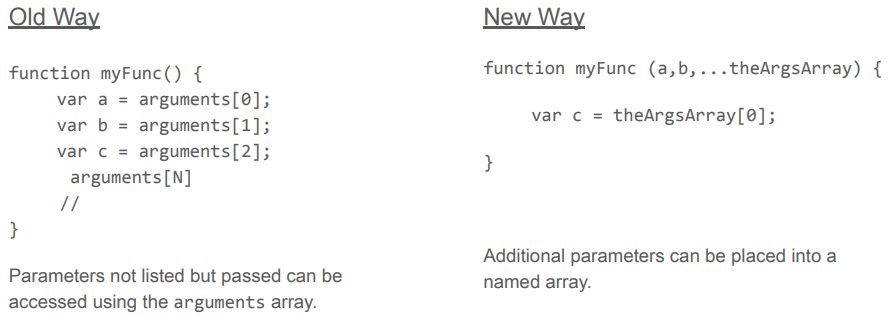 Old Way
function myFunc() {
var a = arguments[0];
var b = arguments[1];
var c = arguments[2];
arguments[N]
//
}
Parameters not listed but passed can be
accessed using the arguments array.
New Way
function myFunc (a,b,...theArgsArray) {
var c = theArgsArray[0];
}
Additional parameters can be placed into a
named array.